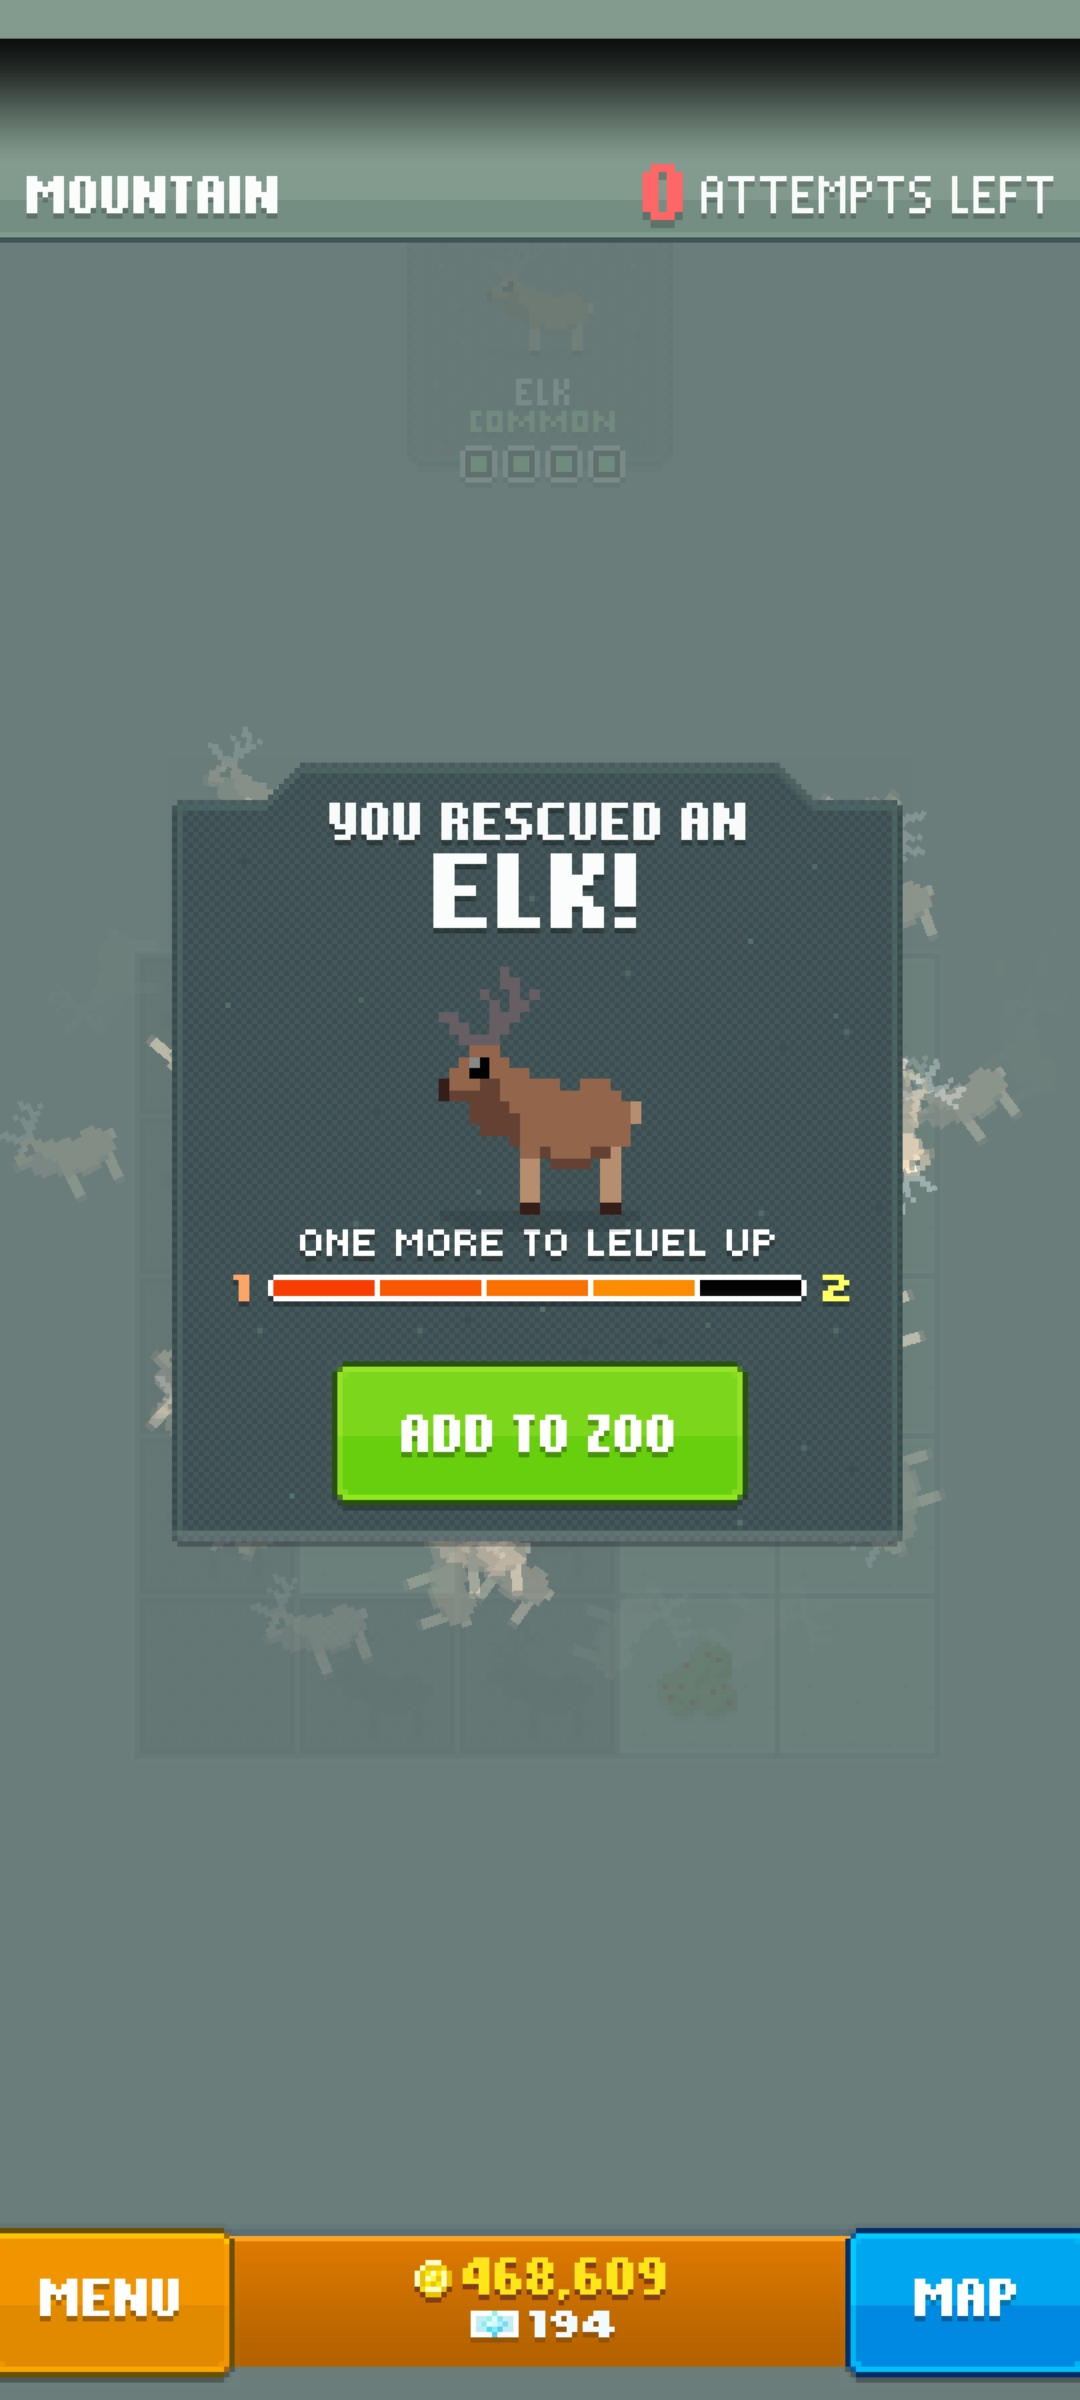 MOUNTAIN
0 ATTEMPTS LEFT
ELK
COMMON
YOU RESCUED AN
ELK!
ONE MORE TO LEVEL UP
1 2
ADD TO ZOO
MENU
468,609
194
MAP